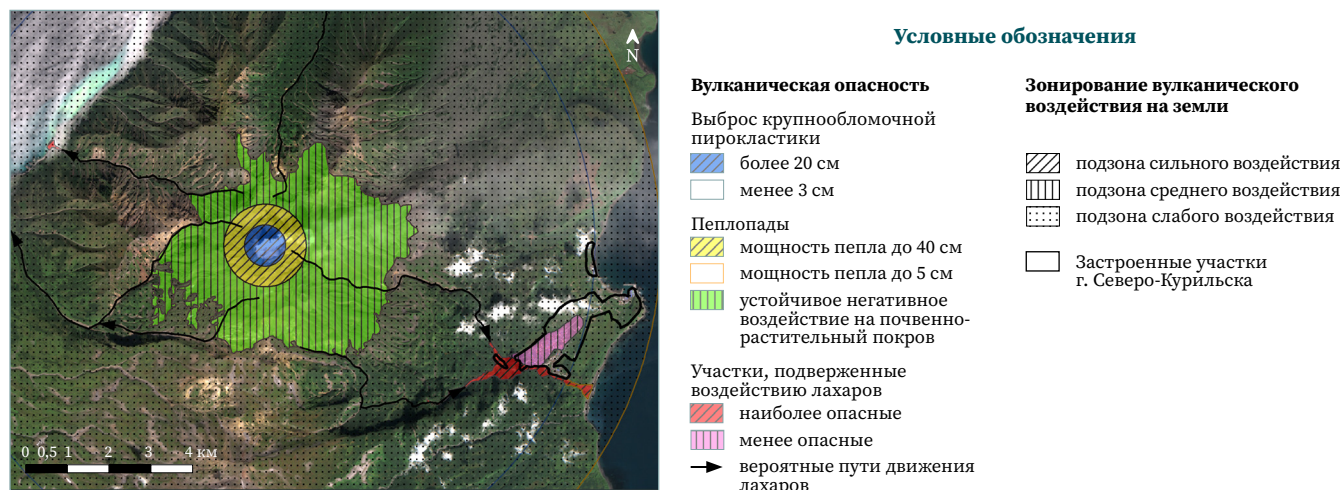 N
0 0,5 1 2 3 4 км
Условные обозначения
Вулканическая опасность
Выброс крупнообломочной
пирокластики
более 20 см
менее 3 см
Пеплопады
мощность пепла до 40 см
мощность пепла до 5 см
устойчивое негативное
воздействие на почвенно-
растительный покров
Участки, подверженные
воздействию лахаров
наиболее опасные
менее опасные
вероятные пути движения
лахаров
Зонирование вулканического
воздействия на земли
подзона сильного воздействия
подзона среднего воздействия
подзона слабого воздействия
Застроенные участки
г. Северо-Курильска